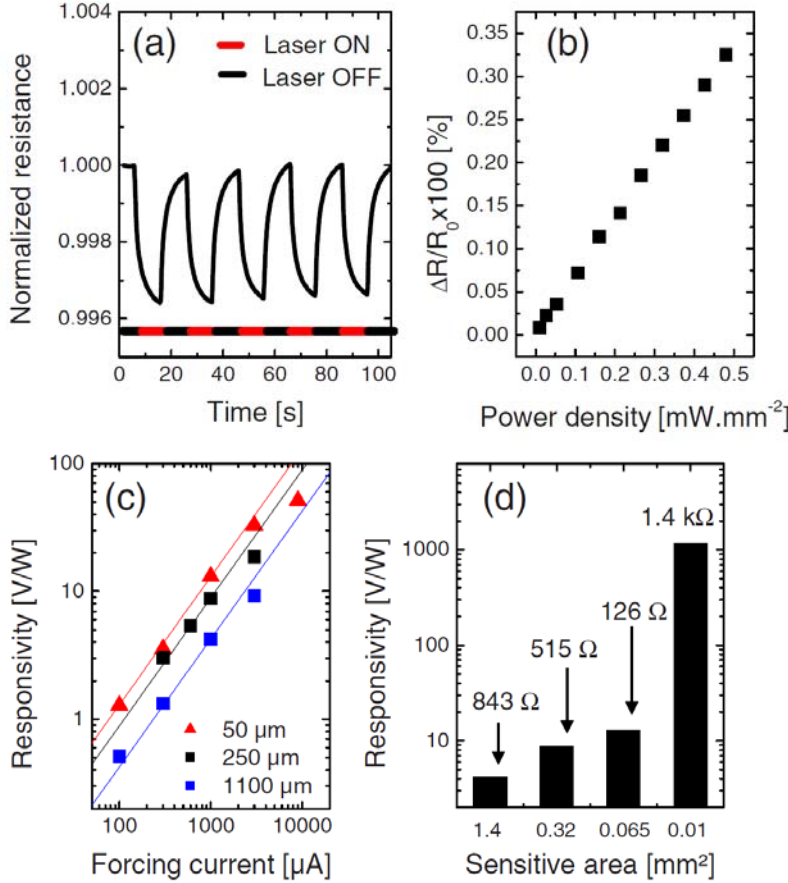 (a)
Laser ON
Laser OFF
Normalized resistance
1.004
1.002
1.000
0.998
0.996
0 20 40 60 80 100
Time [s]
(b)
ΔR/R₀x100 [%]
0.35
0.30
0.25
0.20
0.15
0.10
0.05
0.00
0.0 0.1 0.2 0.3 0.4 0.5
Power density [mW.mm⁻²]
(c)
Responsivity [V/W]
100
10
1
50 µm
250 µm
1100 µm
100 1000 10000
Forcing current [µA]
(d)
Responsivity [V/W]
1000
100
10
843 Ω
515 Ω
126 Ω
1.4 kΩ
1.4 0.32 0.065 0.01
Sensitive area [mm²]